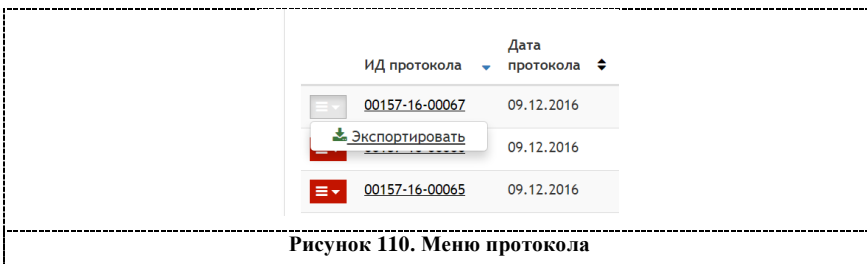 Дата
ИД протокола протокола
00157-16-00067 09.12.2016
Экспортировать
09.12.2016
00157-16-00065 09.12.2016
Рисунок 110. Меню протокола